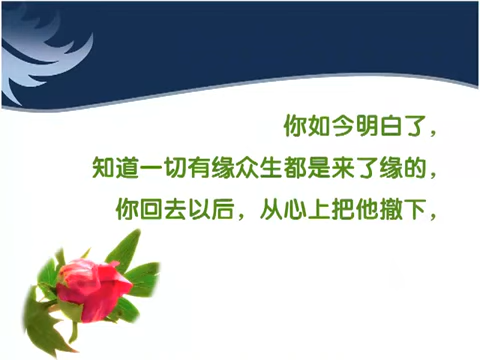 你如今明白了，
知道一切有缘众生都是来了缘的，
你回去以后，从心上把他撤下，